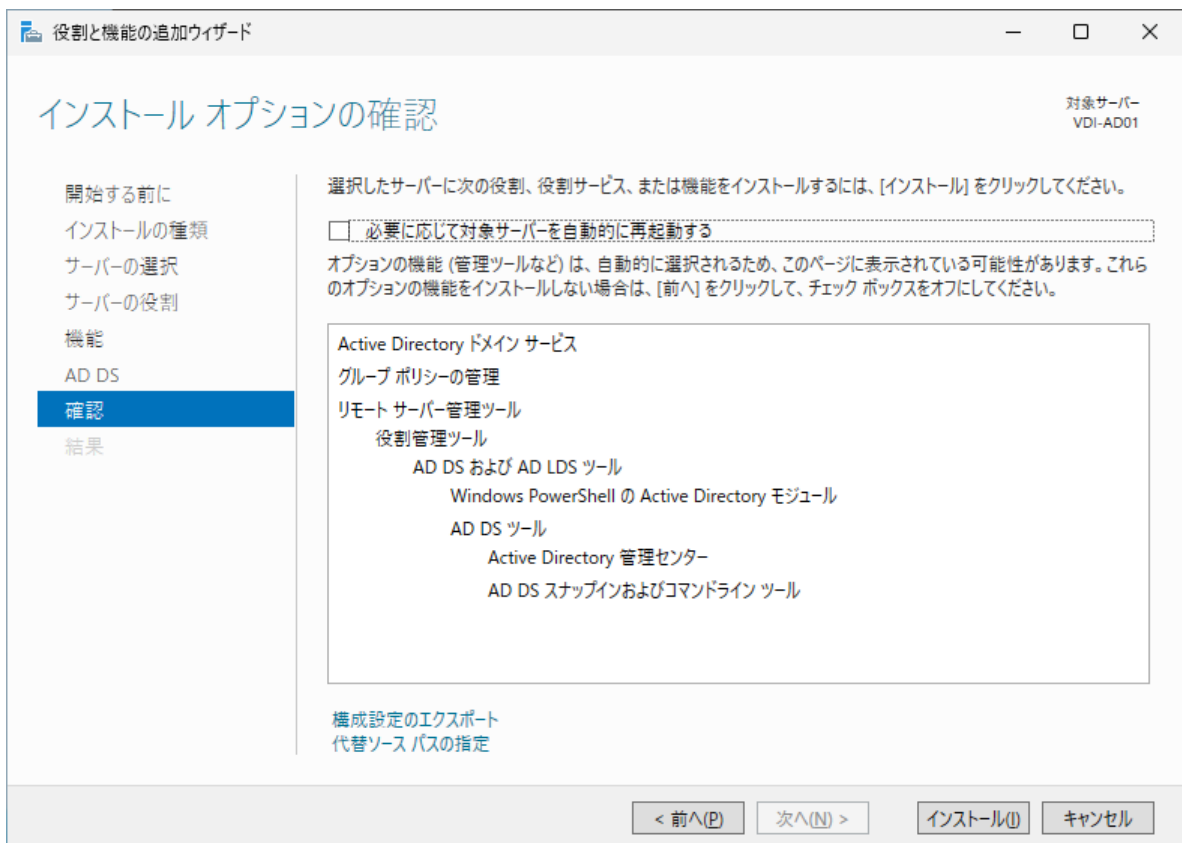 役割と機能の追加ウィザード
インストール オプションの確認
対象サーバー
VDI-AD01
開始する前に
インストールの種類
サーバーの選択
サーバーの役割
機能
AD DS
確認
結果
選択したサーバーに次の役割、役割サービス、または機能をインストールするには、[インストール] をクリックしてください。
必要に応じて対象サーバーを自動的に再起動する
オプションの機能 (管理ツールなど) は、自動的に選択されるため、このページに表示されている可能性があります。これら
のオプションの機能をインストールしない場合は、[前へ] をクリックして、チェック ボックスをオフにしてください。
Active Directory ドメイン サービス
グループ ポリシーの管理
リモート サーバー管理ツール
役割管理ツール
AD DS および AD LDS ツール
Windows PowerShell の Active Directory モジュール
AD DS ツール
Active Directory 管理センター
AD DS スナップインおよびコマンドライン ツール
構成設定のエクスポート
代替ソース パスの指定
< 前へ(P)
次へ(N) >
インストール(I)
キャンセル